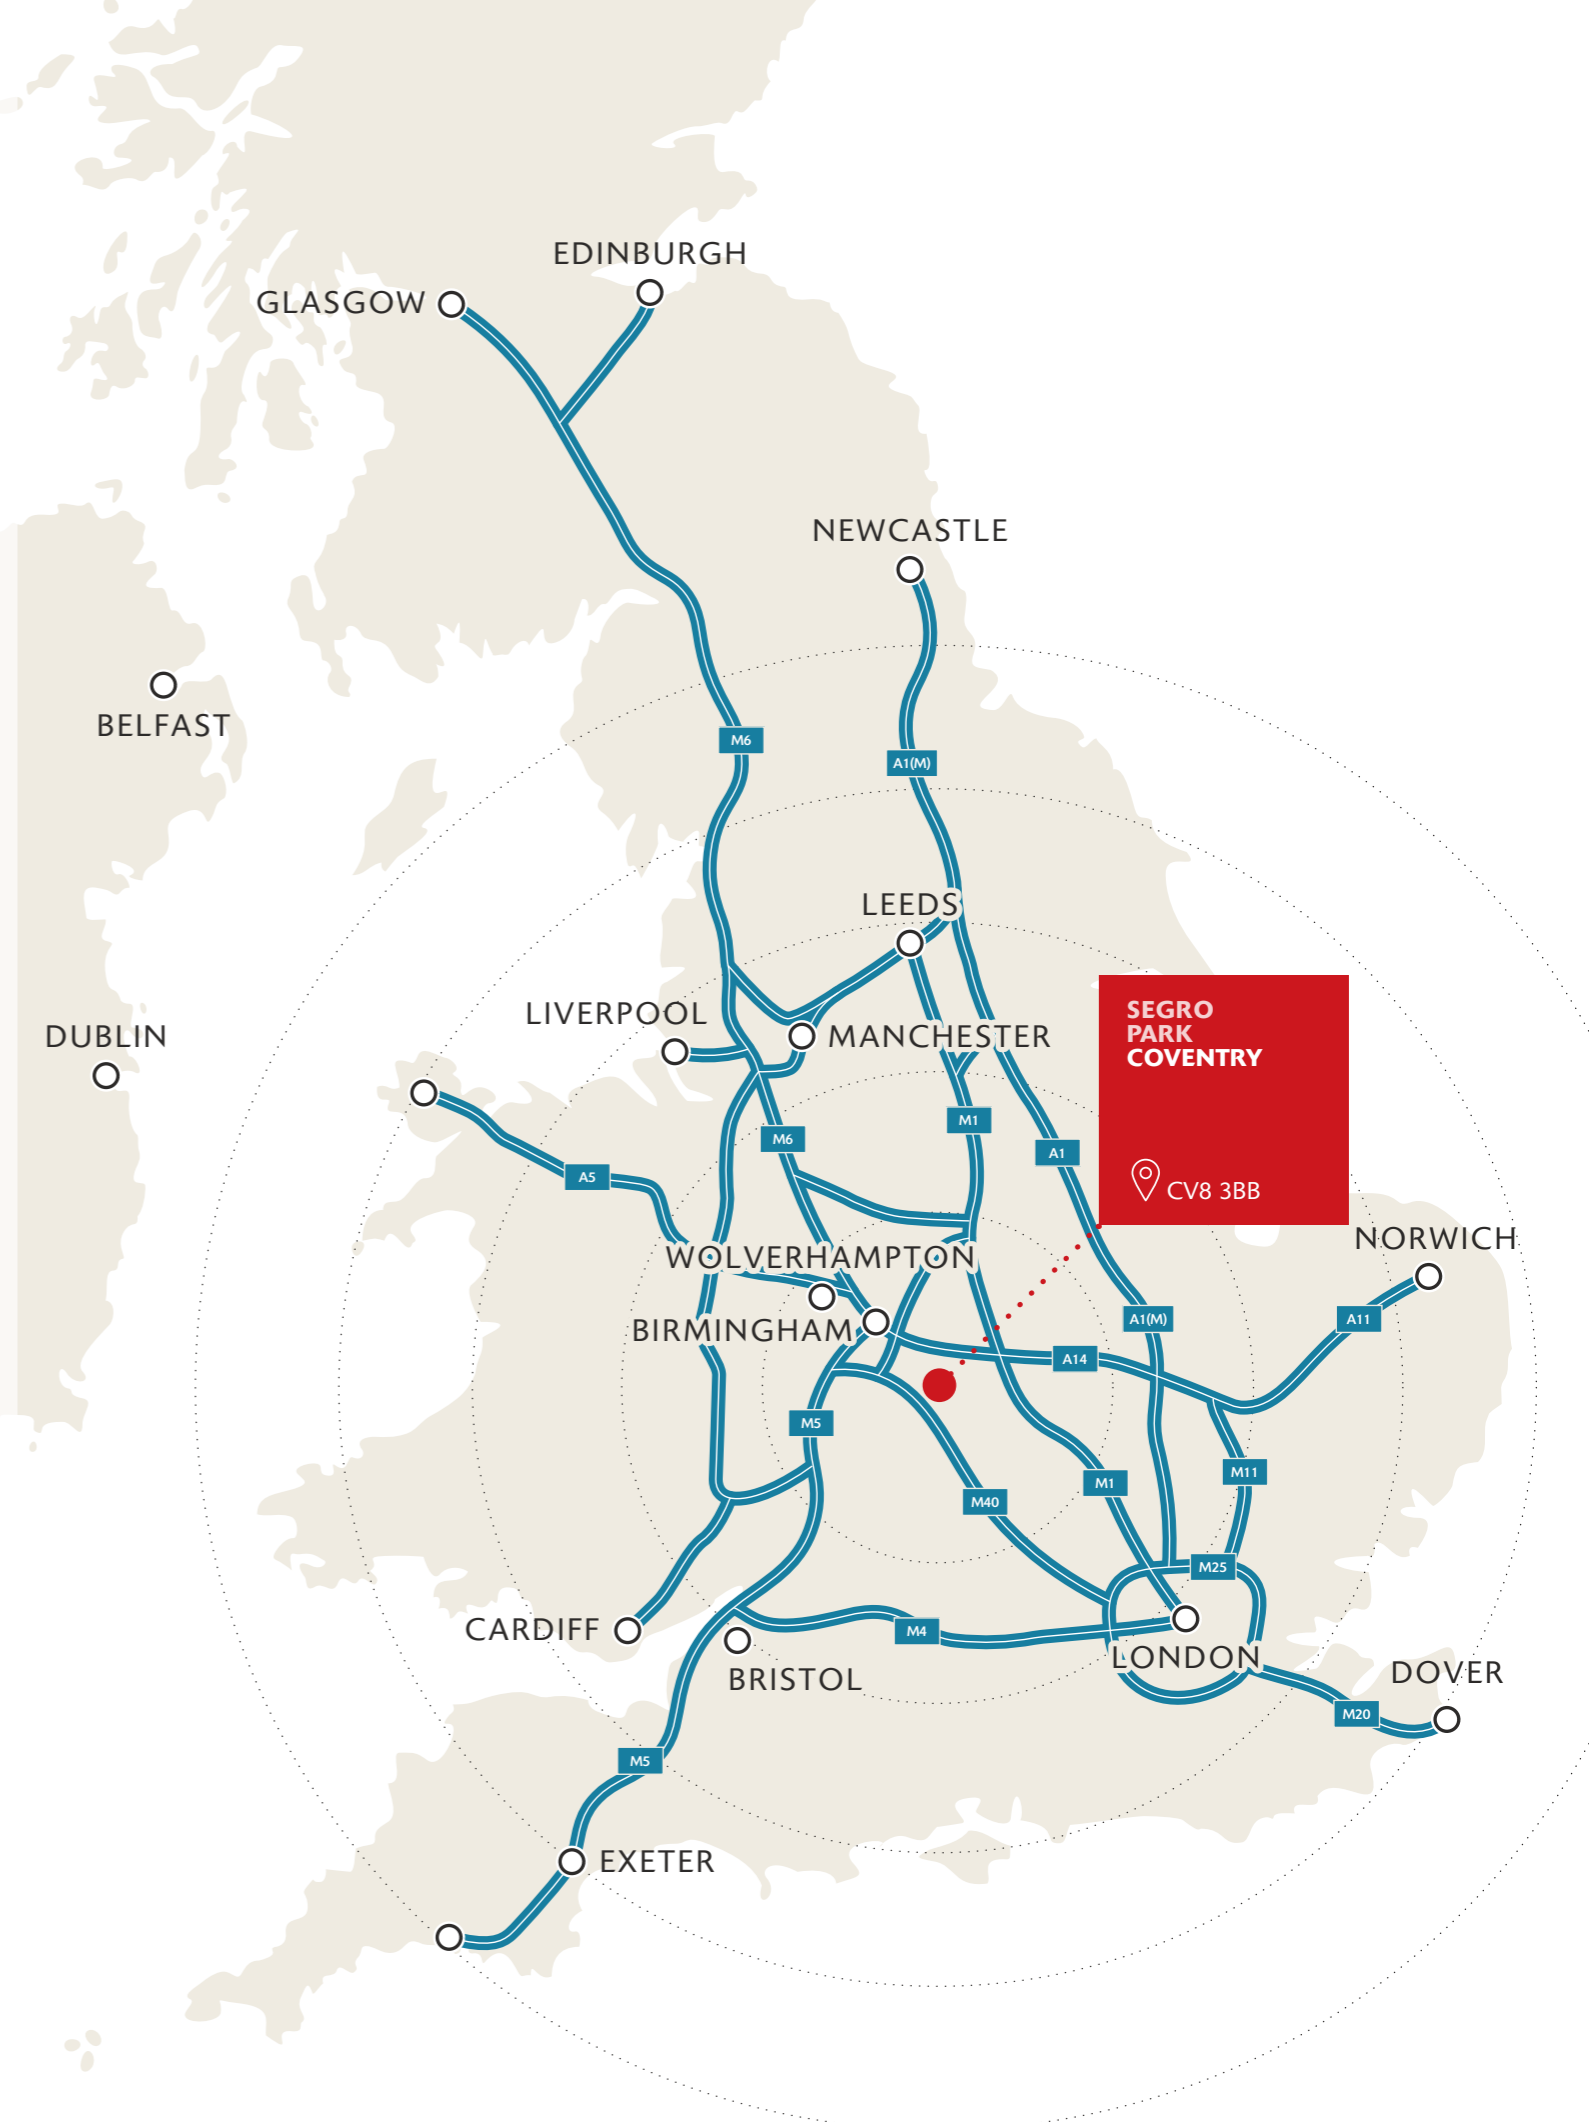 EDINBURGH
GLASGOW
NEWCASTLE
BELFAST
M6
A1(M)
LEEDS
LIVERPOOL
MANCHESTER
DUBLIN
SEGRO
PARK
COVENTRY
CV8 3BB
M1
M6
A1
A5
NORWICH
WOLVERHAMPTON
A1(M)
A11
BIRMINGHAM
A14
M5
M11
M1
M40
M25
CARDIFF
M4
LONDON
BRISTOL
DOVER
M20
M5
EXETER